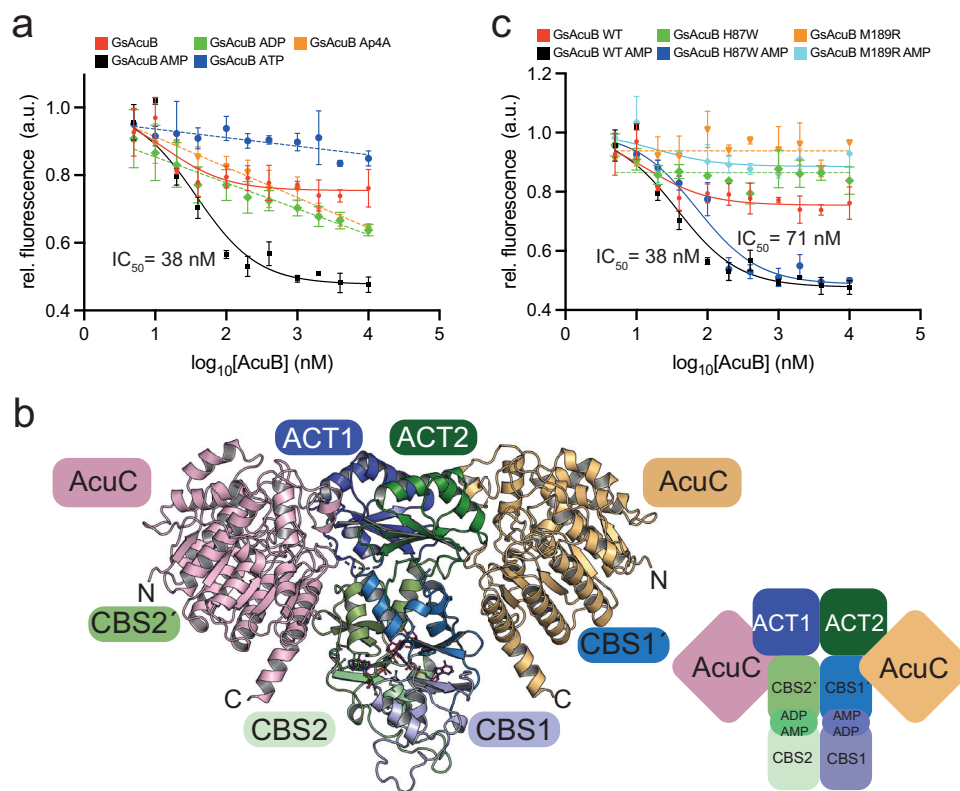 a
GsAcuB GsAcuB ADP GsAcuB Ap4A
GsAcuB AMP GsAcuB ATP
rel. fluorescence (a.u.)
1.0
0.8
0.6
0.4
IC50= 38 nM
0 1 2 3 4 5
log10[AcuB] (nM)
c
GsAcuB WT GsAcuB H87W GsAcuB M189R
GsAcuB WT AMP GsAcuB H87W AMP GsAcuB M189R AMP
rel. fluorescence (a.u.)
1.2
1.0
0.8
0.6
0.4
IC50= 38 nM
IC50= 71 nM
0 1 2 3 4 5
log10[AcuB] (nM)
b
ACT1 ACT2
AcuC AcuC
N N
CBS2´ CBS1´
C C
CBS2 CBS1
ACT1 ACT2
AcuC AcuC
CBS2´ CBS1´
ADP AMP
AMP ADP
CBS2 CBS1